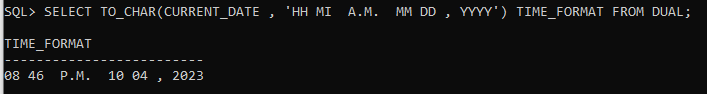 SQL> SELECT TO_CHAR(CURRENT_DATE , 'HH MI  A.M.  MM DD , YYYY') TIME_FORMAT FROM DUAL;
TIME_FORMAT
-------------------------
08 46  P.M.  10 04 , 2023